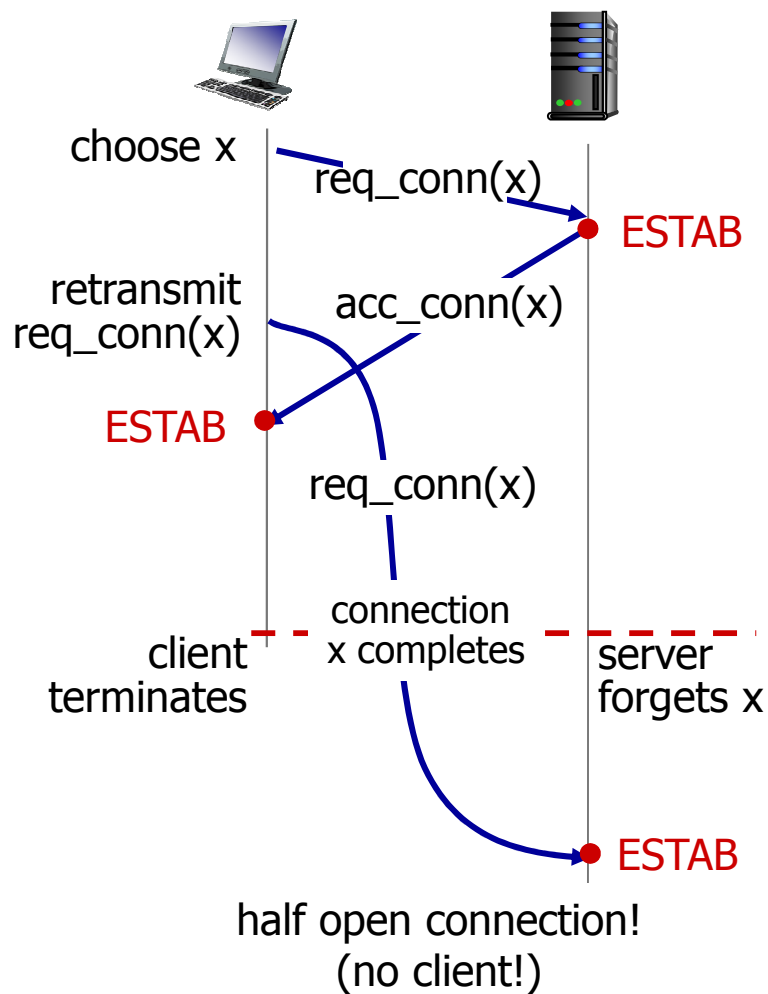 choose x
req_conn(x)
ESTAB
retransmit
req_conn(x)
acc_conn(x)
ESTAB
req_conn(x)
connection
x completes
client
terminates
server
forgets x
ESTAB
half open connection!
(no client!)